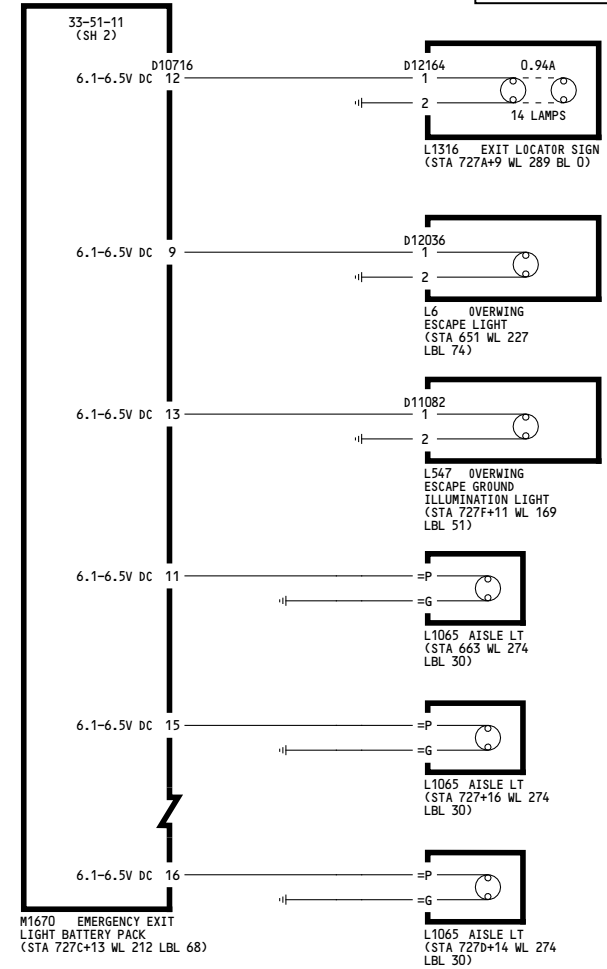 33-51-11
(SH 2)
D10716
6.1-6.5V DC 12
D12164
1
2
0.94A
14 LAMPS
L1316 EXIT LOCATOR SIGN
(STA 727A+9 WL 289 BL 0)
6.1-6.5V DC 9
D12036
1
2
L6 OVERWING
ESCAPE LIGHT
(STA 651 WL 227
LBL 74)
6.1-6.5V DC 13
D11082
1
2
L547 OVERWING
ESCAPE GROUND
ILLUMINATION LIGHT
(STA 727F+11 WL 169
LBL 51)
6.1-6.5V DC 11
=P
=G
L1065 AISLE LT
(STA 663 WL 274
LBL 30)
6.1-6.5V DC 15
=P
=G
L1065 AISLE LT
(STA 727+16 WL 274
LBL 30)
6.1-6.5V DC 16
=P
=G
L1065 AISLE LT
(STA 727D+14 WL 274
LBL 30)
M1670 EMERGENCY EXIT
LIGHT BATTERY PACK
(STA 727C+13 WL 212 LBL 68)